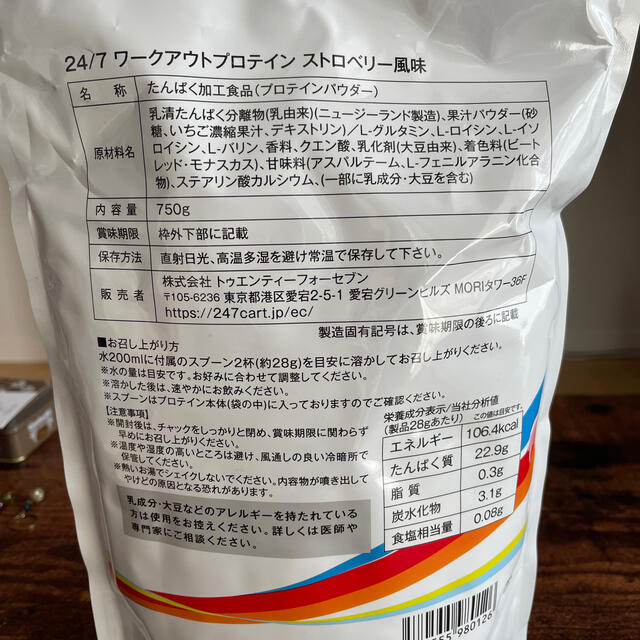 24/7 ワークアウトプロテイン ストロベリー風味
名 称 たんぱく加工食品(プロテインパウダー)
原材料名
乳清たんぱく分離物(乳由来)(ニュージーランド製造)、果汁パウダー(砂
糖、いちご濃縮果汁、デキストリン)/L-グルタミン、L-ロイシン、L-イソ
ロイシン、L-バリン、香料、クエン酸、乳化剤(大豆由来)、着色料(ビート
レッド・モナスカス)、甘味料(アスパルテーム、L-フェニルアラニン化合
物)、ステアリン酸カルシウム、(一部に乳成分・大豆を含む)
内容量 750g
賞味期限 枠外下部に記載
保存方法 直射日光、高温多湿を避け常温で保存して下さい。
販売者
株式会社 トゥエンティーフォーセブン
〒105-6236 東京都港区愛宕2-5-1 愛宕グリーンヒルズ MORIタワー36F
https://247cart.jp/ec/
製造固有記号は、賞味期限の後ろに記載
■お召し上がり方
水200mlに付属のスプーン2杯(約28g)を目安に溶かしてお召し上がりください。
※水の量は目安です。お好みに合わせて調整してください。
※溶かした後は、速やかにお飲みください。
※スプーンはプロテイン本体(袋の中)に入っておりますのでご確認ください。
【注意事項】
※開封後は、チャックをしっかりと閉め、賞味期限に関わらず
早めにお召し上がりください。
※温度や湿度の高いところは避け、風通しの良い冷暗所で
保管してください。
※熱いお湯でシェイクしないでください。内容物が噴き出して
やけどの原因となる恐れがあります。
乳成分・大豆などのアレルギーを持たれている
方は使用をお控えください。詳しくは医師や
専門家にご相談ください。
栄養成分表示/当社分析値
(製品28gあたり) この値は目安です。
エネルギー 106.4kcal
たんぱく質 22.9g
脂質 0.3g
炭水化物 3.1g
食塩相当量 0.08g
980126